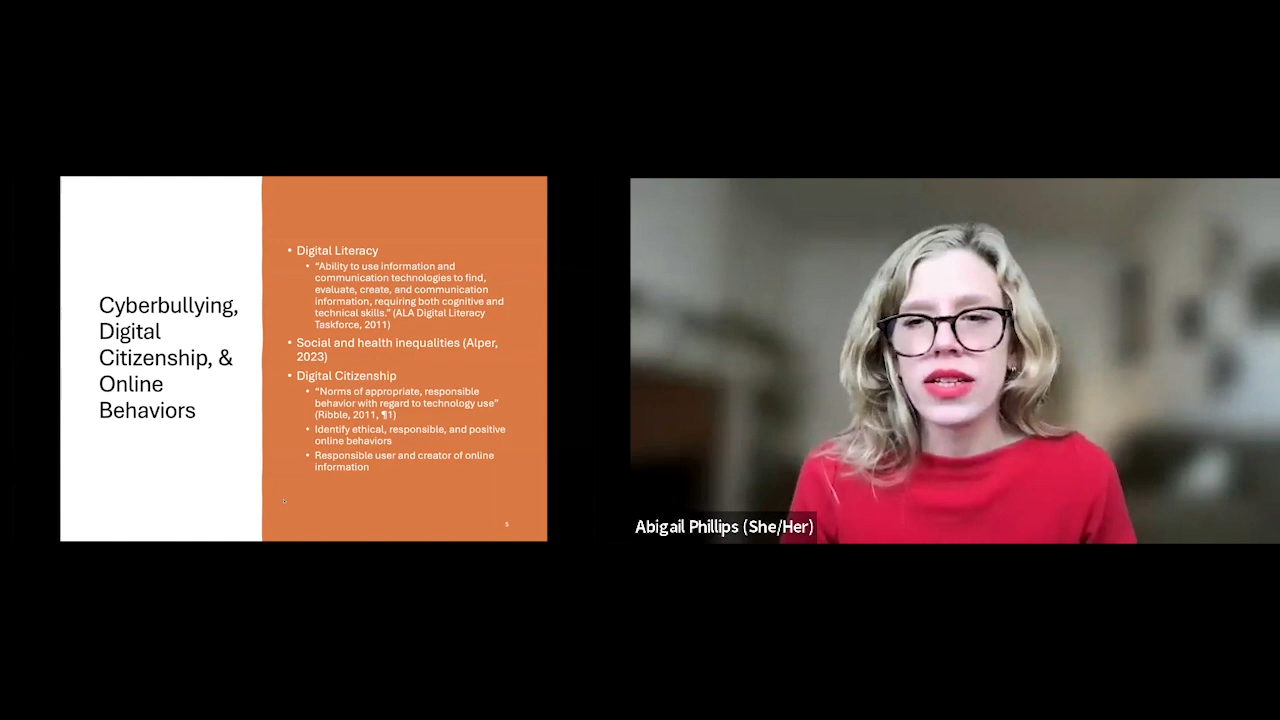 Cyberbullying,
Digital
Citizenship, &
Online
Behaviors
• Digital Literacy
• “Ability to use information and
communication technologies to find,
evaluate, create, and communication
information, requiring both cognitive and
technical skills.” (ALA Digital Literacy
Taskforce, 2011)
• Social and health inequalities (Alper,
2023)
• Digital Citizenship
• “Norms of appropriate, responsible
behavior with regard to technology use”
(Ribble, 2011, ¶1)
• Identify ethical, responsible, and positive
online behaviors
• Responsible user and creator of online
information
5
Abigail Phillips (She/Her)